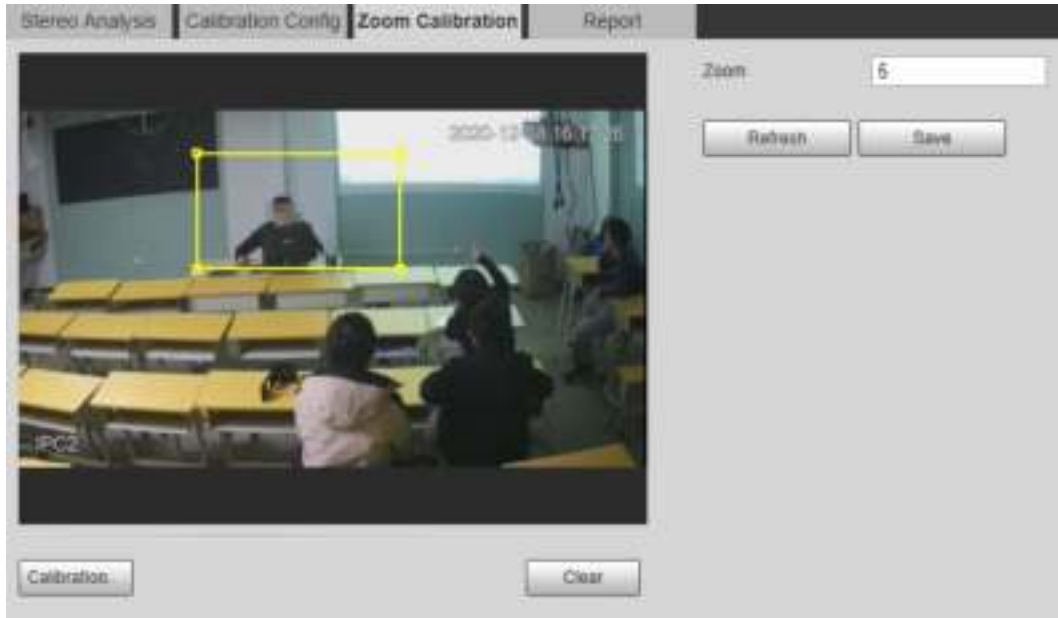 Stereo Analysis Calibration Config Zoom Calibration Report
Zoom 5
Refresh Save
IPC2
Calibration Clear